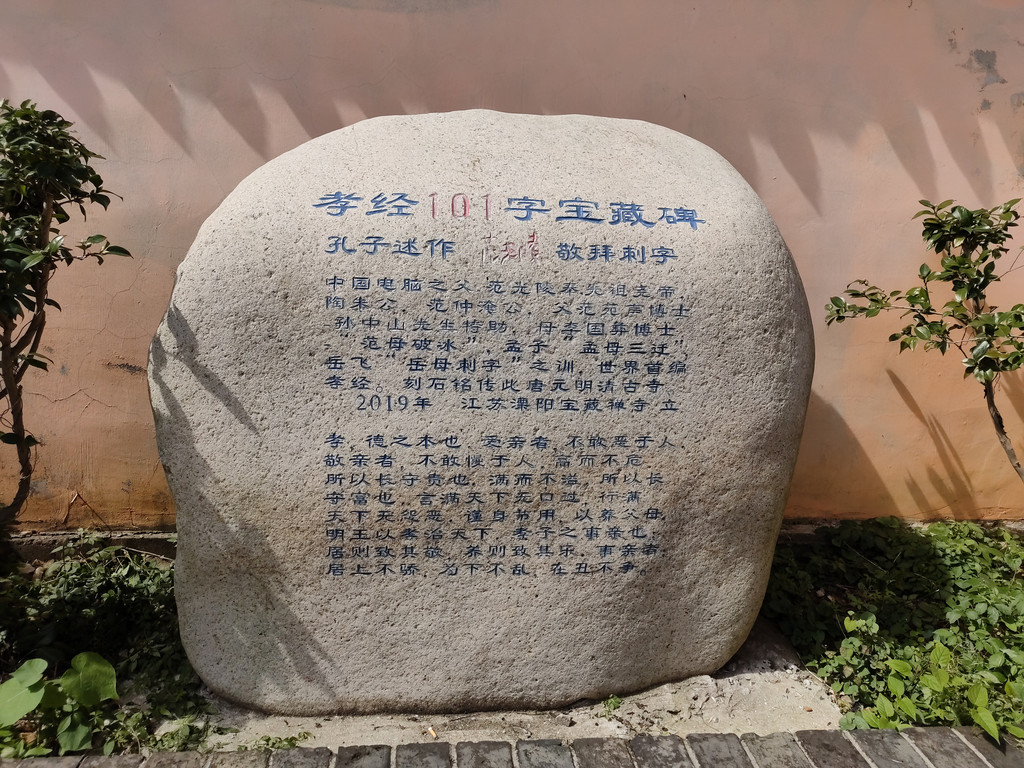 孝经101字宝藏碑
孔子述作 敬拜刺字
中国电脑之父 范光陵奉先祖尧帝
陶朱公，范仲淹公，父范苑声博士
孙中山先生特助，母李国彝博士
“范母破冰”，孟子“孟母三迁”，
岳飞“岳母刺字”之训，世界首编
孝经。刻石铭传此唐元明清古寺
2019年 江苏溧阳宝藏禅寺 立
孝，德之本也，爱亲者，不敢恶于人，
敬亲者，不敢慢于人，高而不危，
所以长守贵也，满而不溢，所以长
守富也，言满天下无口过，行满
天下无怨恶，谨身节用，以养父母，
明王以孝治天下，孝子之事亲也，
居则致其敬，养则致其乐，事亲者，
居上不骄，为下不乱，在丑不争。